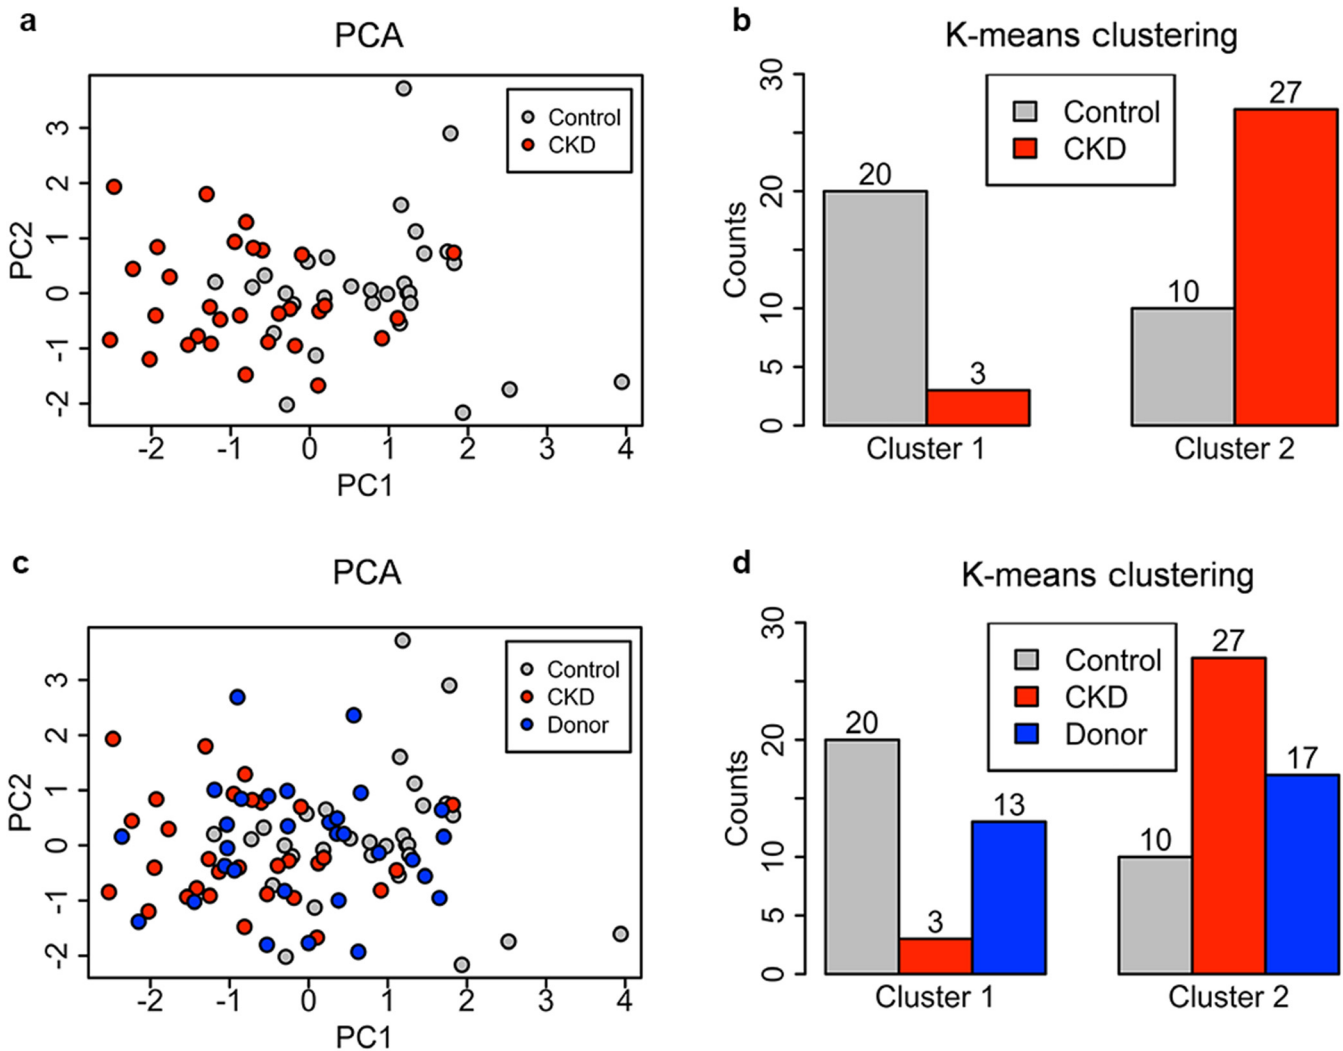 a
PCA
Control
CKD
PC2
3
2
1
0
-1
-2
-2
-1
0
1
2
3
4
PC1
b
K-means clustering
Control
CKD
Counts
30
20
10
5
0
20
3
10
27
Cluster 1
Cluster 2
c
PCA
Control
CKD
Donor
PC2
3
2
1
0
-1
-2
-2
-1
0
1
2
3
4
PC1
d
K-means clustering
Control
CKD
Donor
Counts
30
20
10
5
0
20
3
13
10
27
17
Cluster 1
Cluster 2